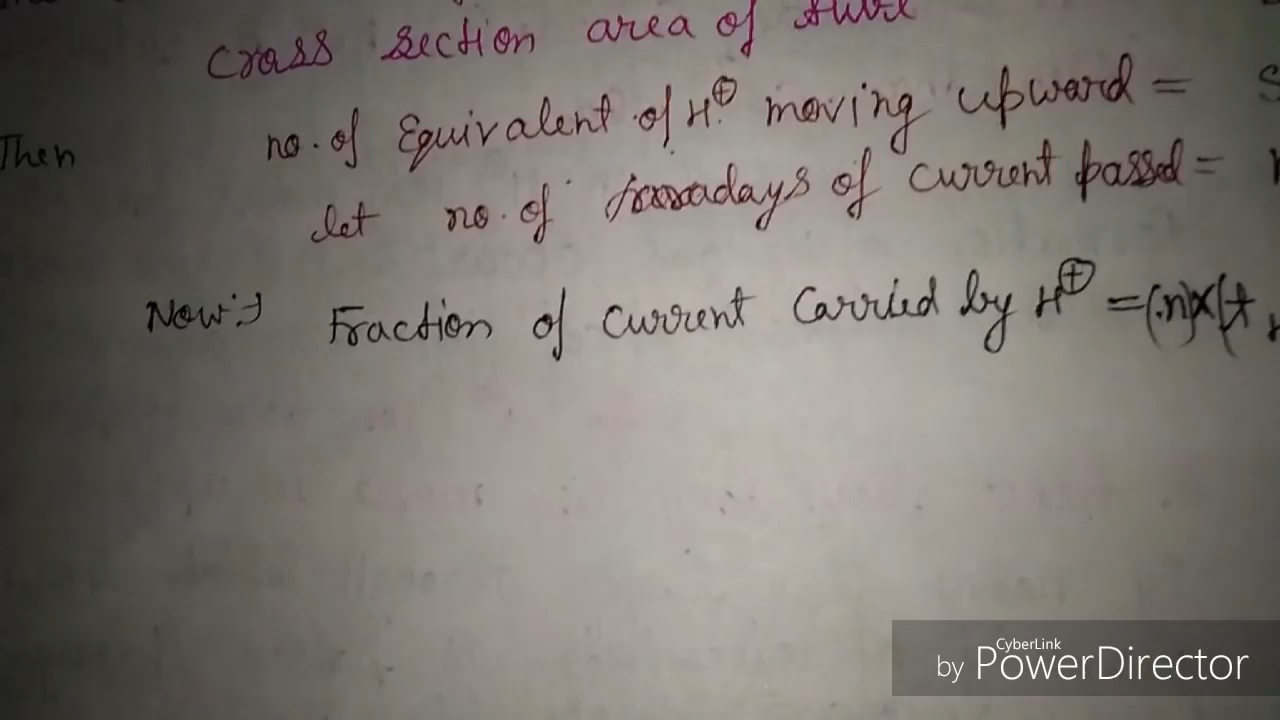 Cross section area of
Then no. of Equivalent of H⊕ moving upward =
let no. of faradays of current passed =
Now:⇒ Fraction of current Carried by H⊕ =(n)x(t
CyberLink
by PowerDirector